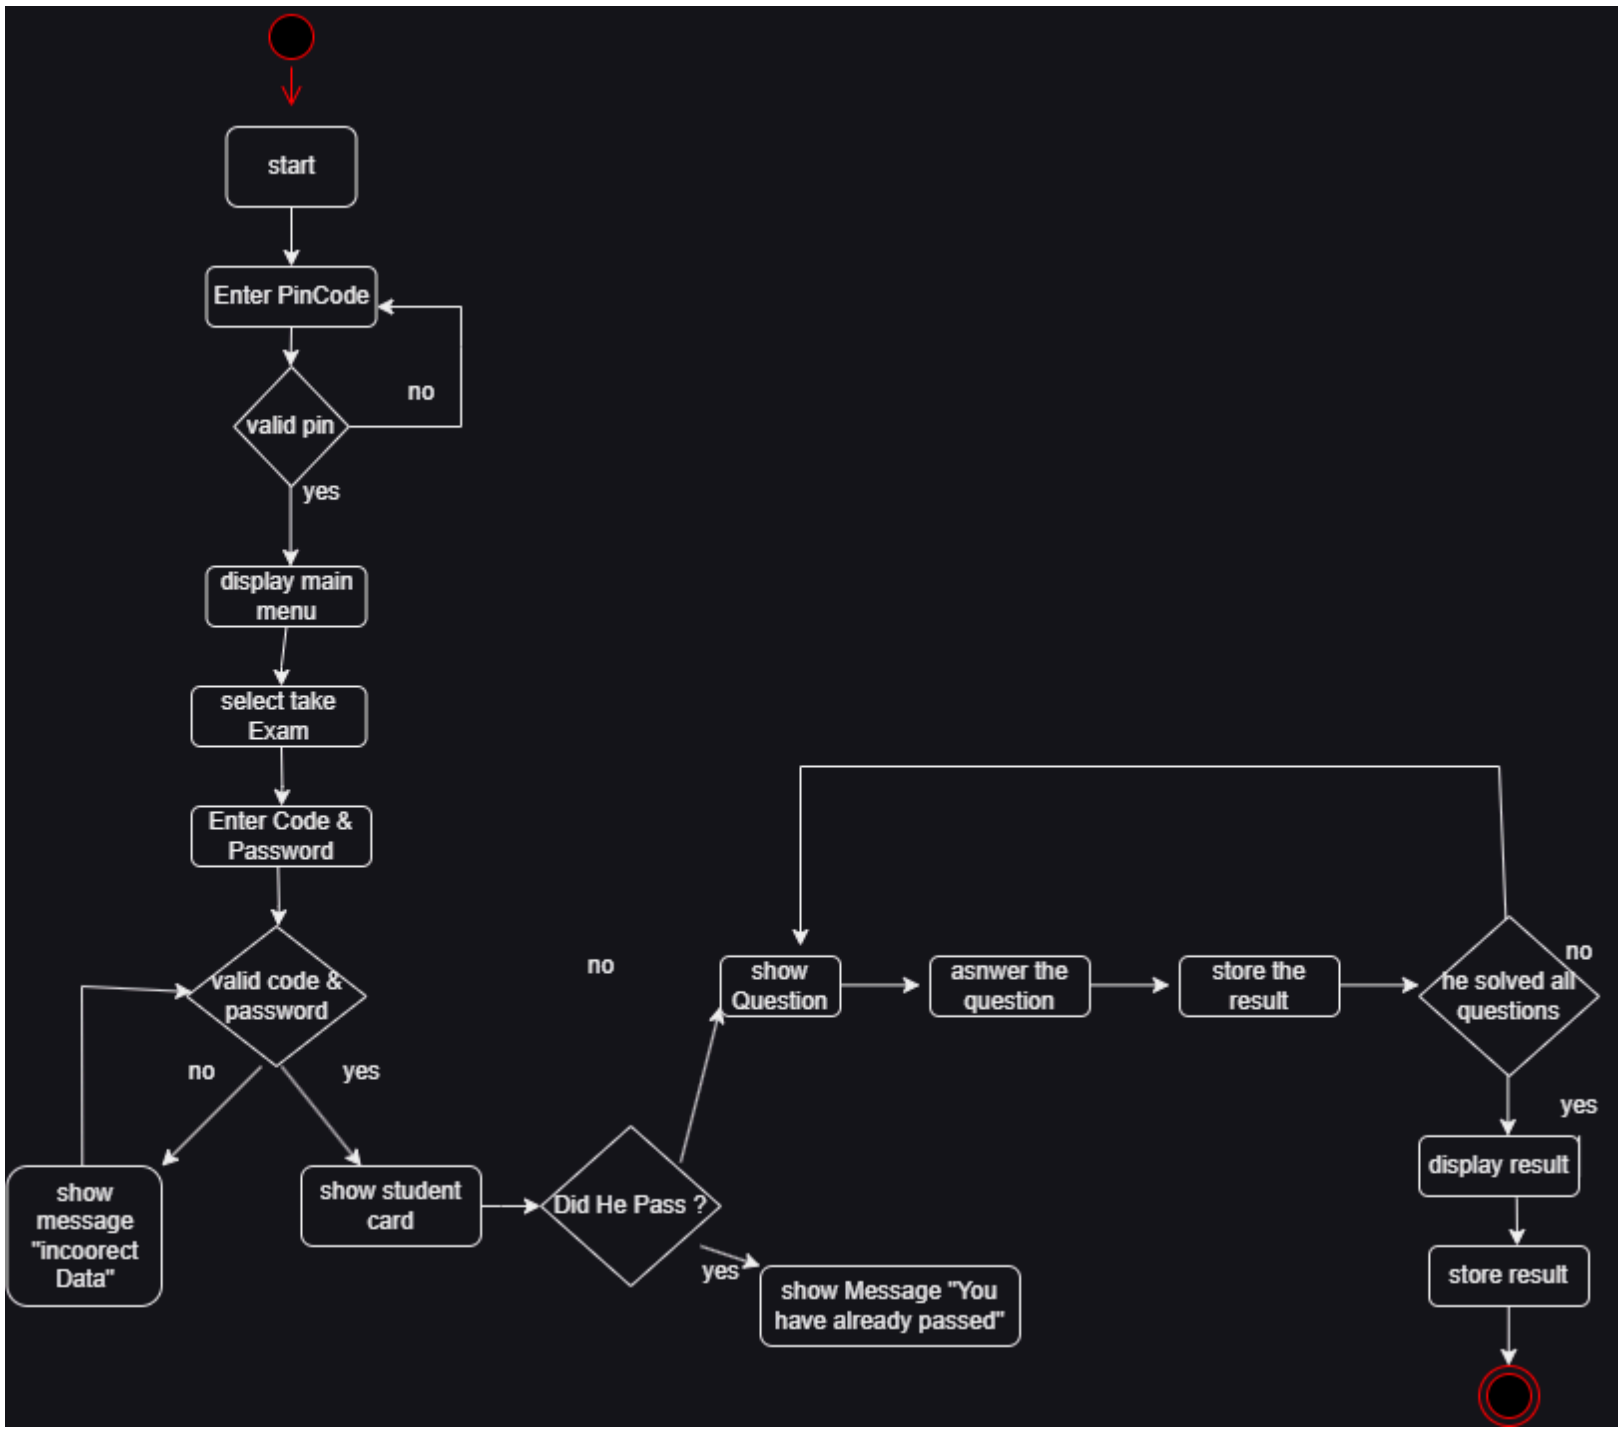 start
Enter PinCode
no
valid pin
yes
display main
menu
select take
Exam
Enter Code &
Password
valid code &
password
no
yes
show
message
"incoorect
Data"
show student
card
Did He Pass ?
no
yes
show Message "You
have already passed"
show
Question
asnwer the
question
store the
result
he solved all
questions
no
yes
display result
store result